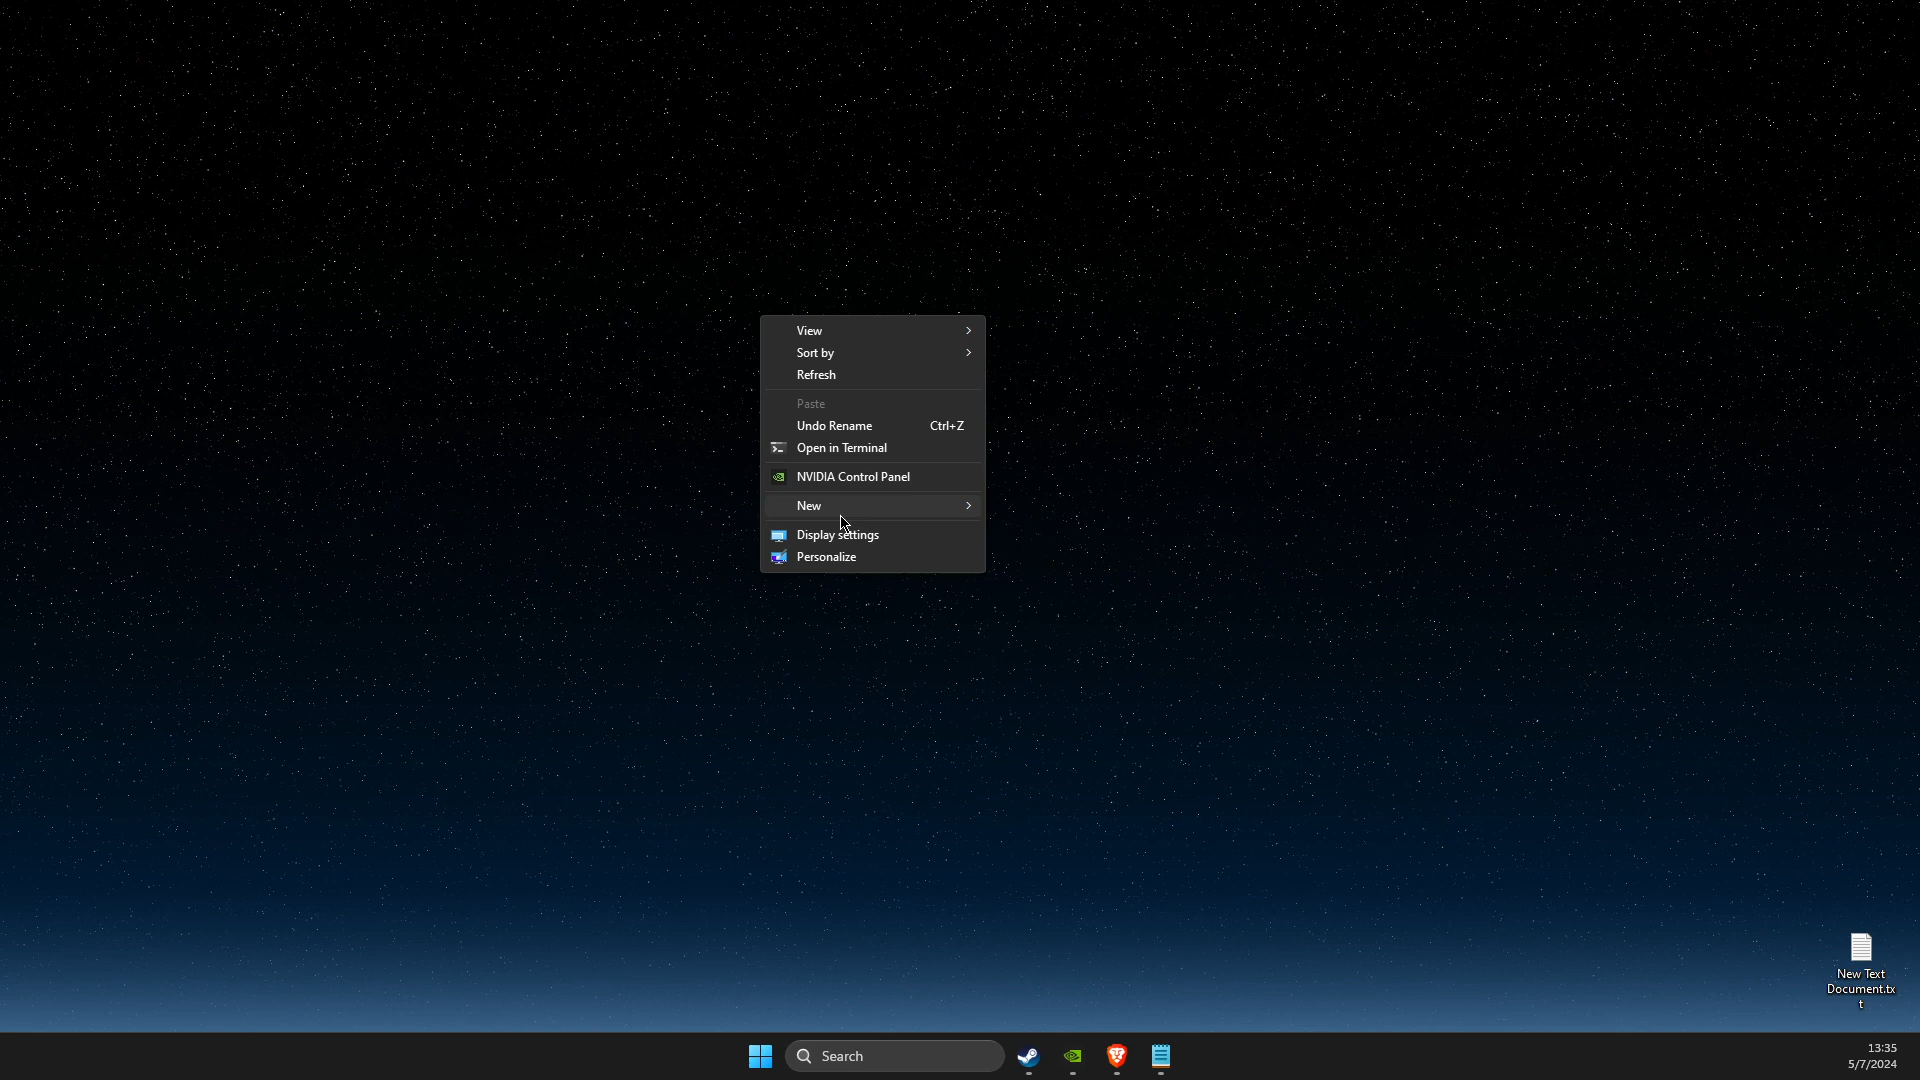 View
Sort by
Refresh
Paste
Undo Rename Ctrl+Z
Open in Terminal
NVIDIA Control Panel
New
Display settings
Personalize
New Text
Document.tx
t
Search
13:35
5/7/2024